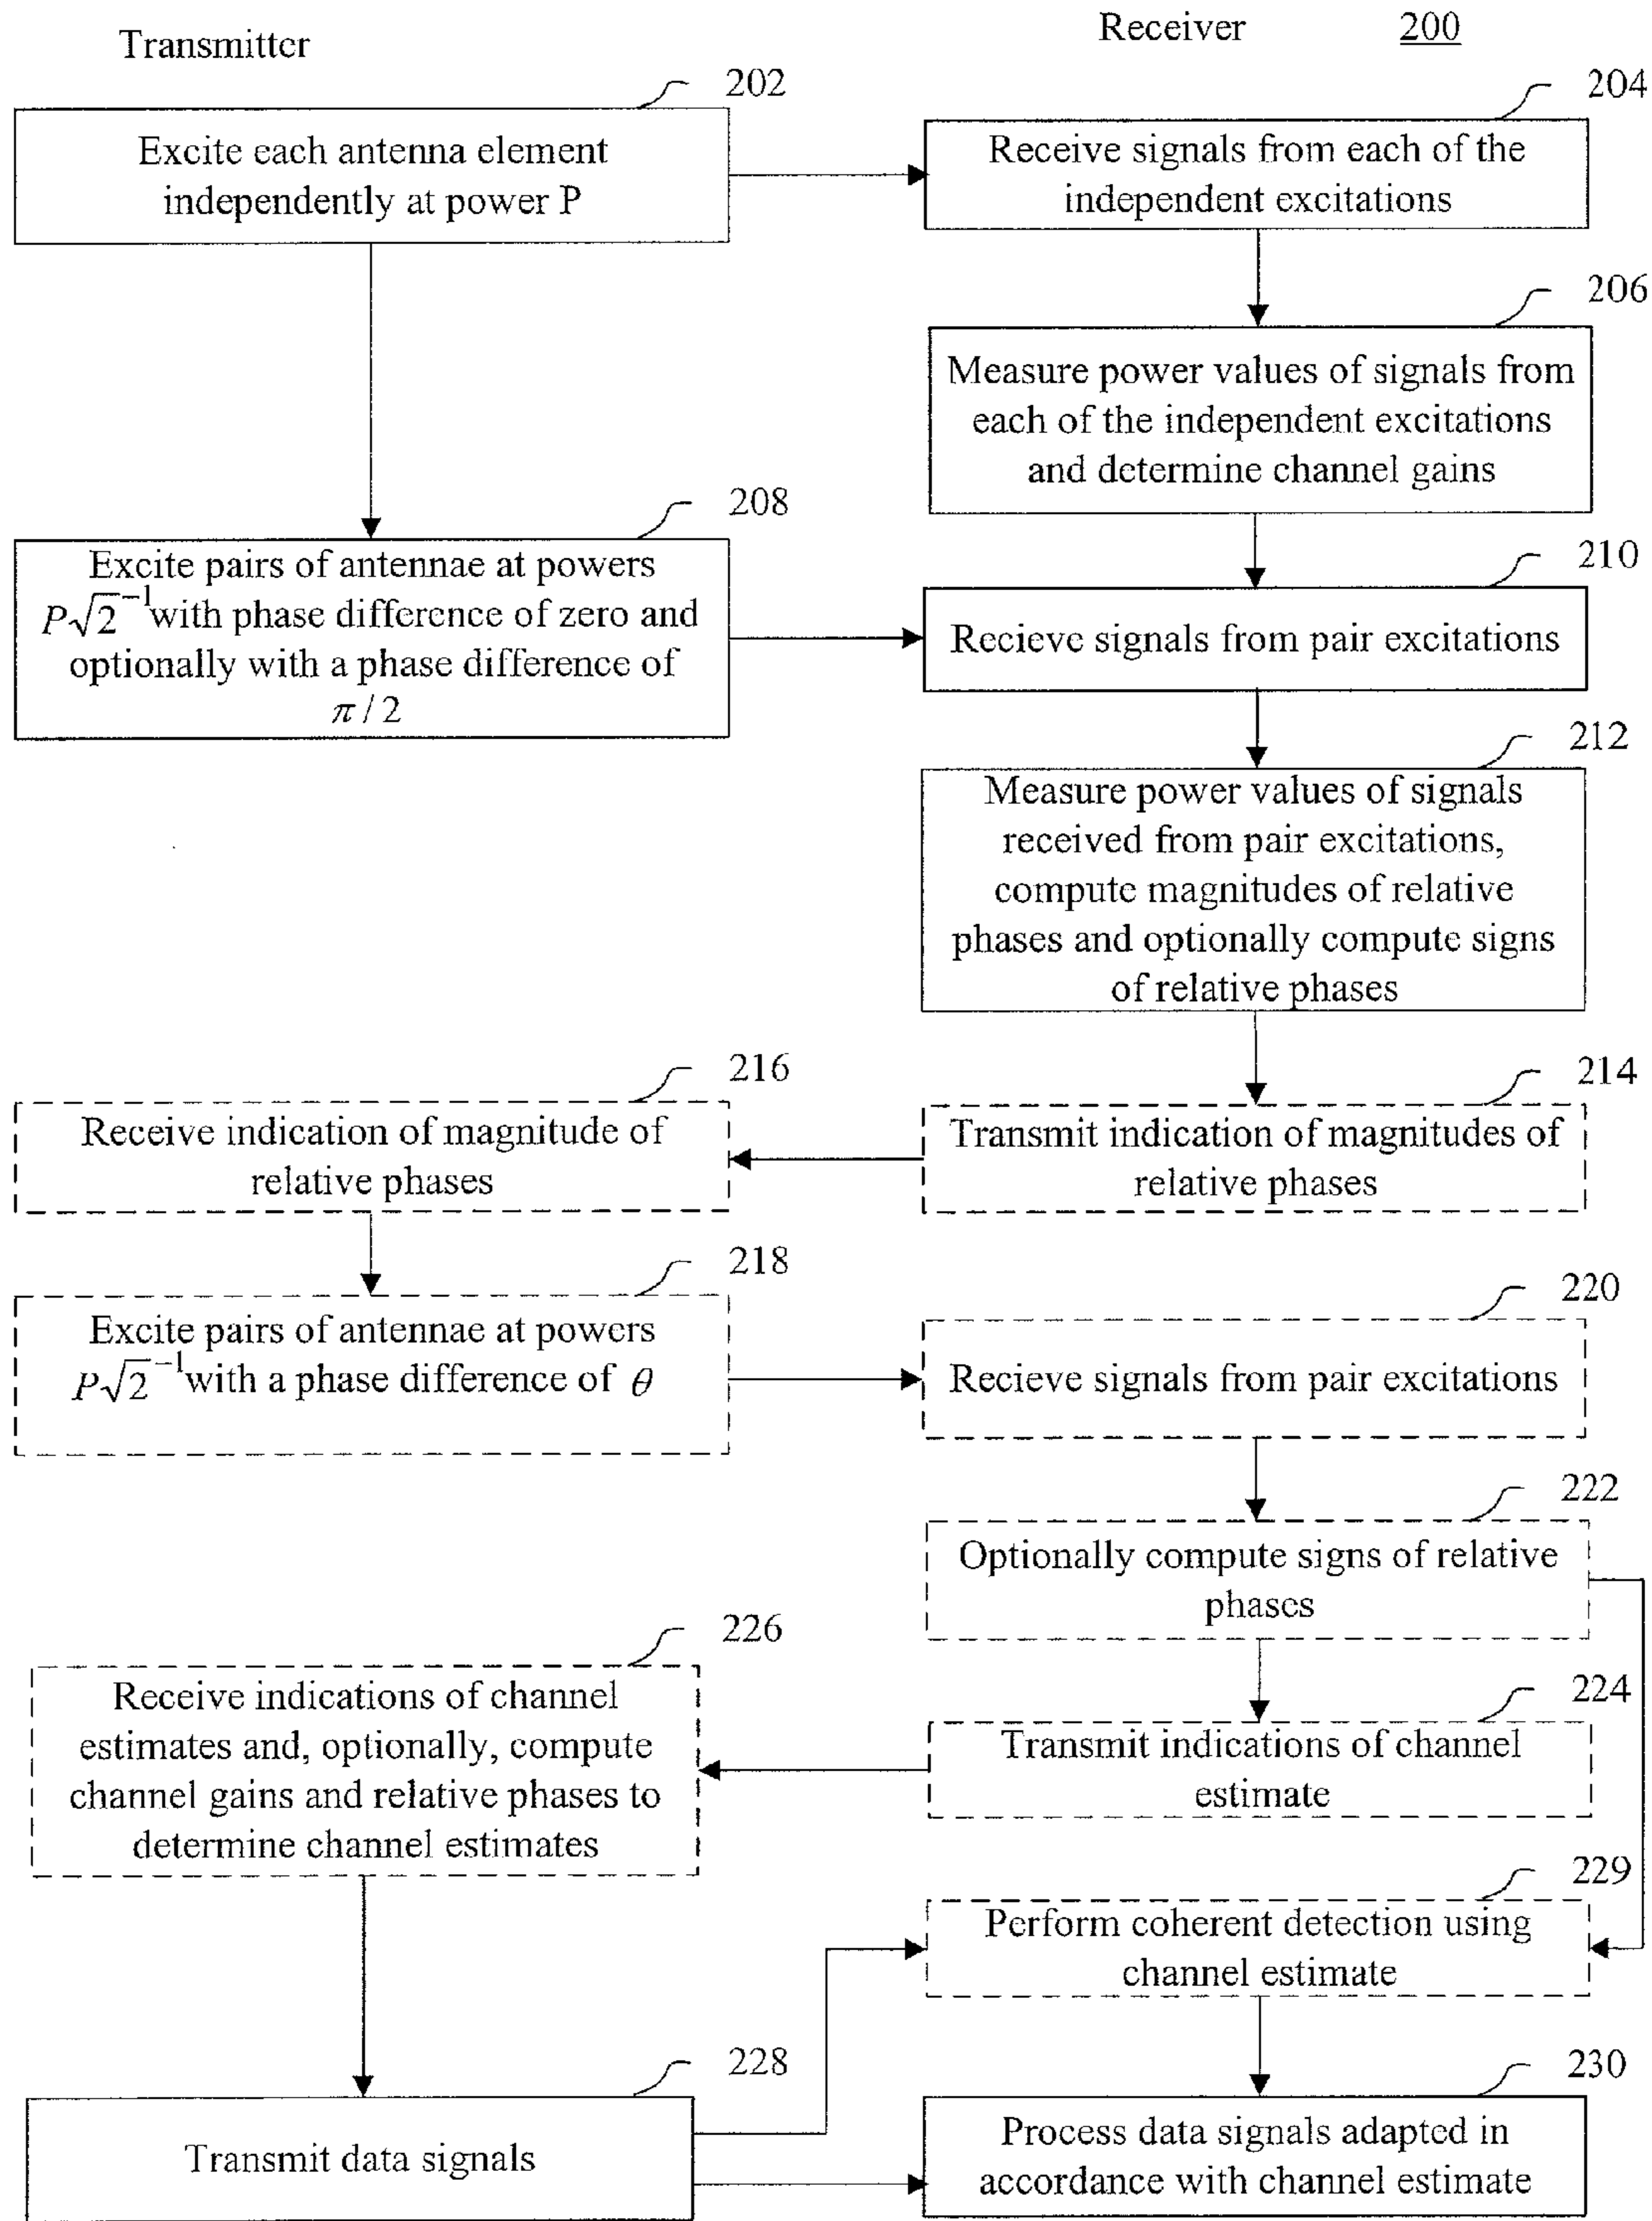 Transmitter
Receiver
200
202
Excite each antenna element
independently at power P
204
Receive signals from each of the
independent excitations
206
Measure power values of signals from
each of the independent excitations
and determine channel gains
208
Excite pairs of antennae at powers
P√2⁻¹ with phase difference of zero and
optionally with a phase difference of
π / 2
210
Recieve signals from pair excitations
212
Measure power values of signals
received from pair excitations,
compute magnitudes of relative
phases and optionally compute signs
of relative phases
214
Transmit indication of magnitudes of
relative phases
216
Receive indication of magnitude of
relative phases
218
Excite pairs of antennae at powers
P√2⁻¹ with a phase difference of θ
220
Recieve signals from pair excitations
222
Optionally compute signs of relative
phases
224
Transmit indications of channel
estimate
226
Receive indications of channel
estimates and, optionally, compute
channel gains and relative phases to
determine channel estimates
229
Perform coherent detection using
channel estimate
228
Transmit data signals
230
Process data signals adapted in
accordance with channel estimate